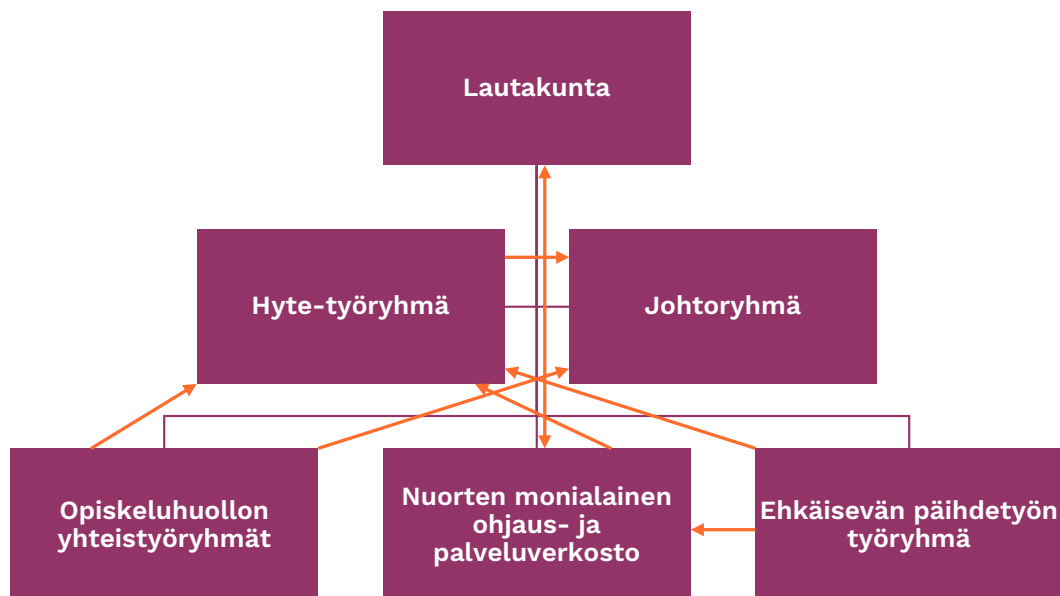 Lautakunta
Hyte-työryhmä
Johtoryhmä
Opiskeluhuollon
yhteistyöryhmät
Nuorten monialainen
ohjaus- ja
palveluverkosto
Ehkäisevän päihdetyön
työryhmä